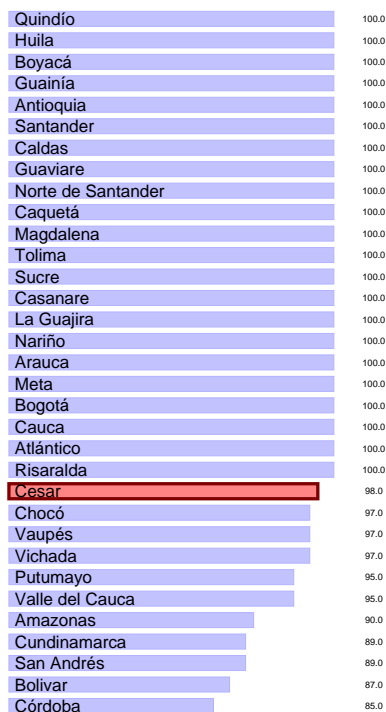 Quindío 100.0
Huila 100.0
Boyacá 100.0
Guainía 100.0
Antioquia 100.0
Santander 100.0
Caldas 100.0
Guaviare 100.0
Norte de Santander 100.0
Caquetá 100.0
Magdalena 100.0
Tolima 100.0
Sucre 100.0
Casanare 100.0
La Guajira 100.0
Nariño 100.0
Arauca 100.0
Meta 100.0
Bogotá 100.0
Cauca 100.0
Atlántico 100.0
Risaralda 100.0
Cesar 98.0
Chocó 97.0
Vaupés 97.0
Vichada 97.0
Putumayo 95.0
Valle del Cauca 95.0
Amazonas 90.0
Cundinamarca 89.0
San Andrés 89.0
Bolivar 87.0
Córdoba 85.0